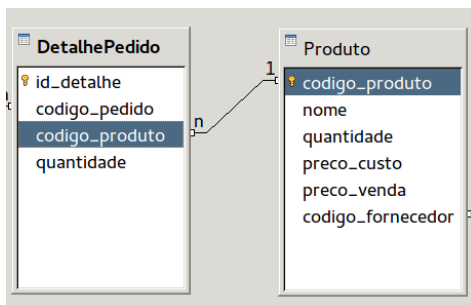 DetalhePedido
id_detalhe
codigo_pedido
codigo_produto
quantidade
n
1
Produto
codigo_produto
nome
quantidade
preco_custo
preco_venda
codigo_fornecedor